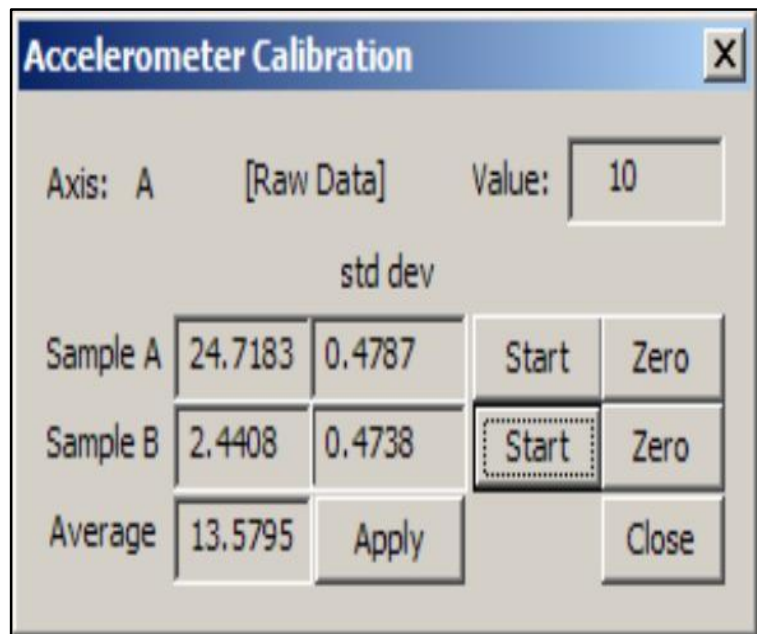 Accelerometer Calibration
Axis: A [Raw Data] Value: 10
std dev
Sample A 24.7183 0.4787 Start Zero
Sample B 2.4408 0.4738 Start Zero
Average 13.5795 Apply Close